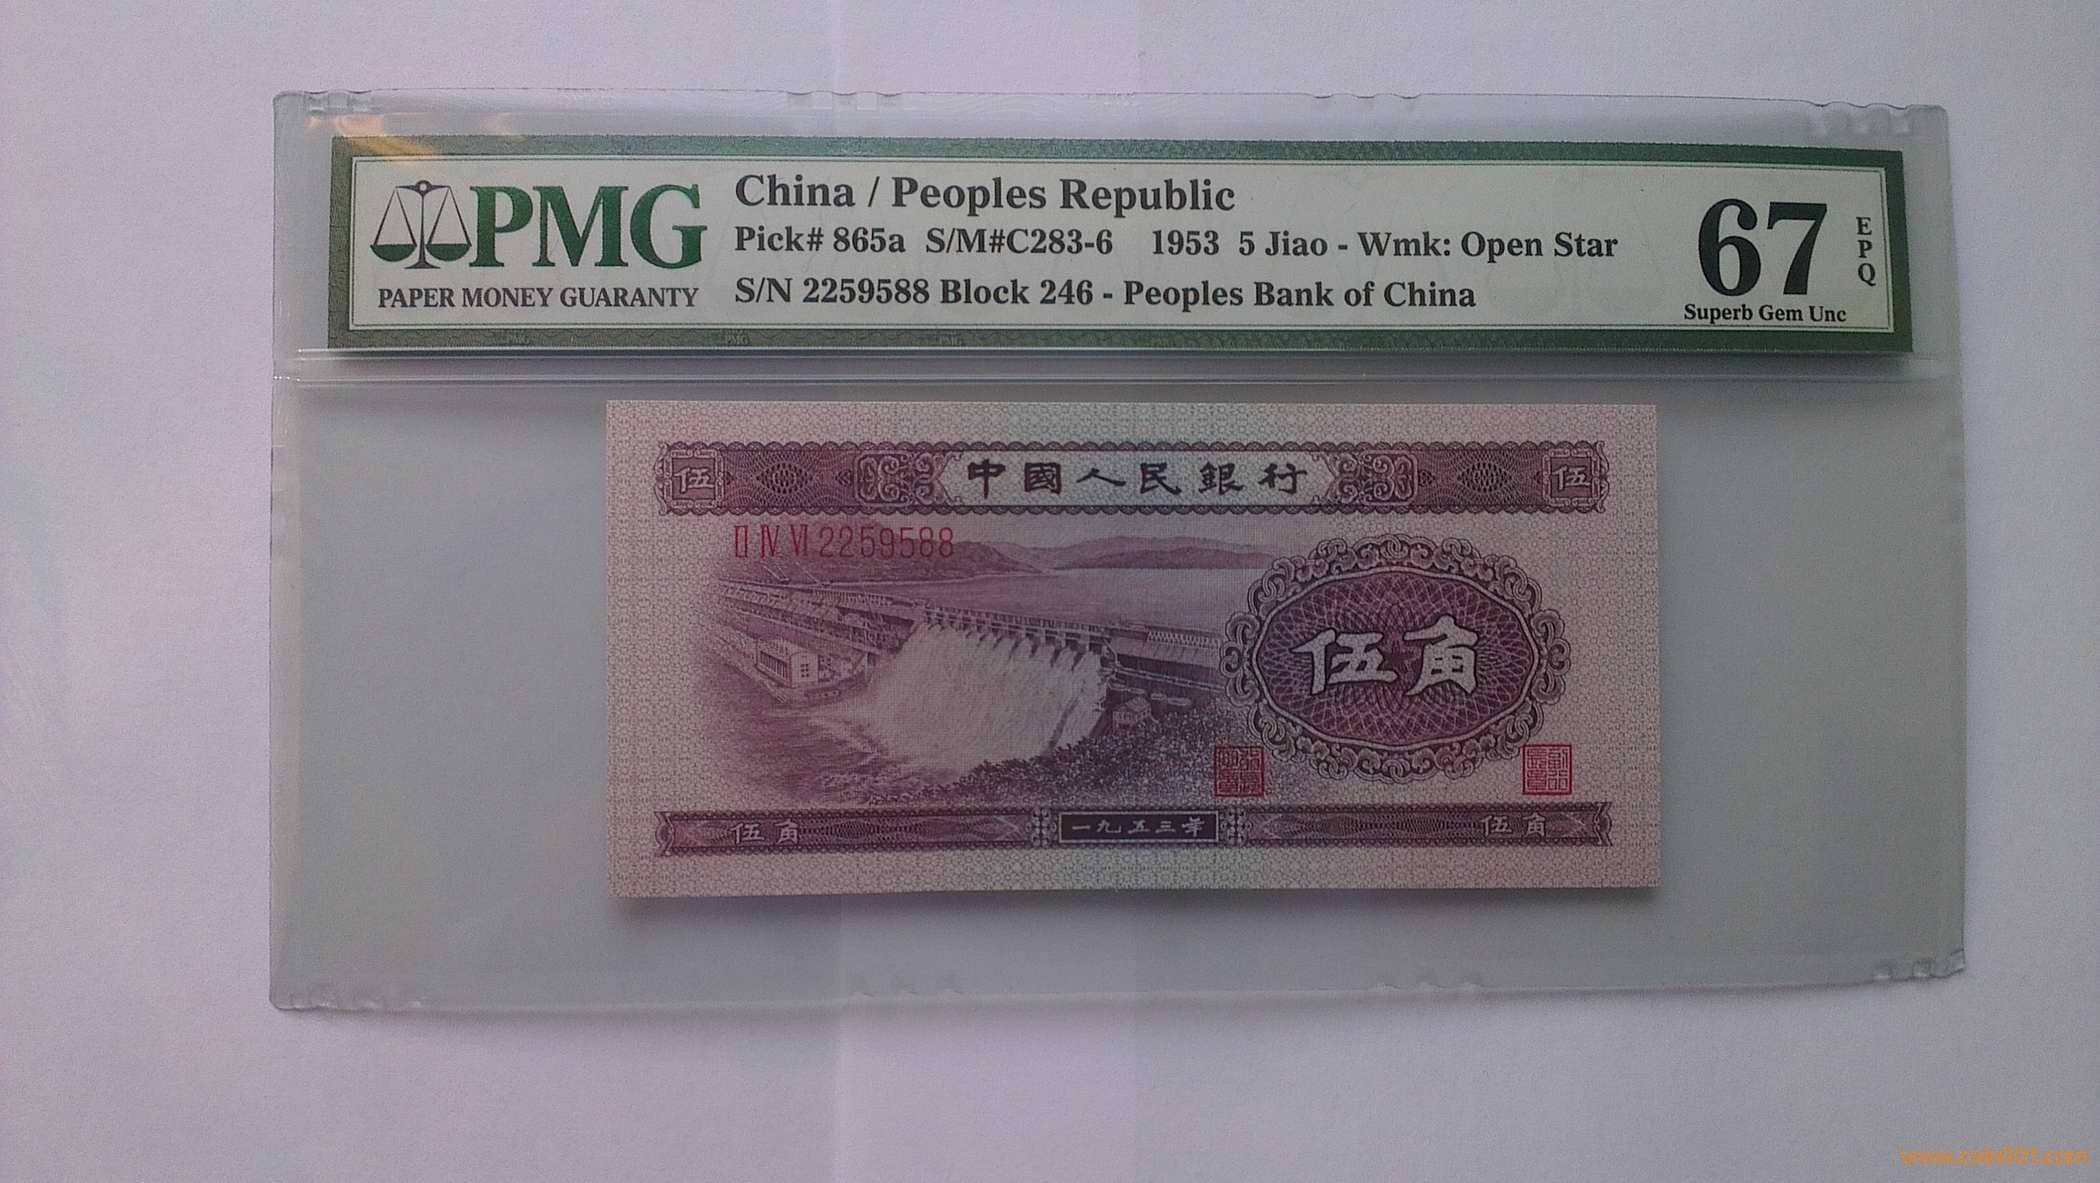 PMG
PAPER MONEY GUARANTY
China / Peoples Republic
Pick# 865a S/M#C283-6 1953 5 Jiao - Wmk: Open Star
S/N 2259588 Block 246 - Peoples Bank of China
67
EPQ
Superb Gem Unc
伍 中國人民銀行 伍
II IV VI 2259588
伍角
伍角 一九五三年 伍角